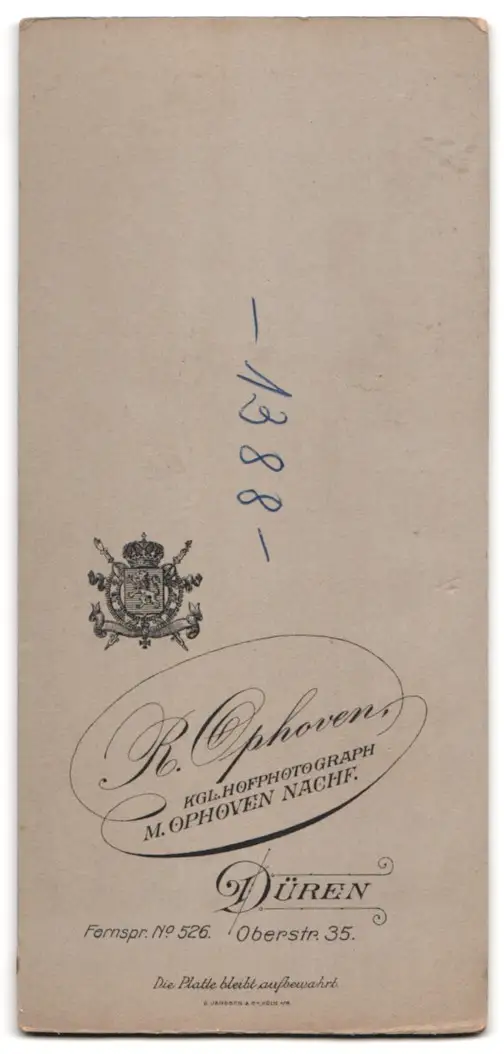 - 1388 -
R. Ophoven,
KGL. HOFPHOTOGRAPH
M. OPHOVEN NACHF.
DÜREN
Fernspr. No 526. Oberstr. 35.
Die Platte bleibt aufbewahrt.